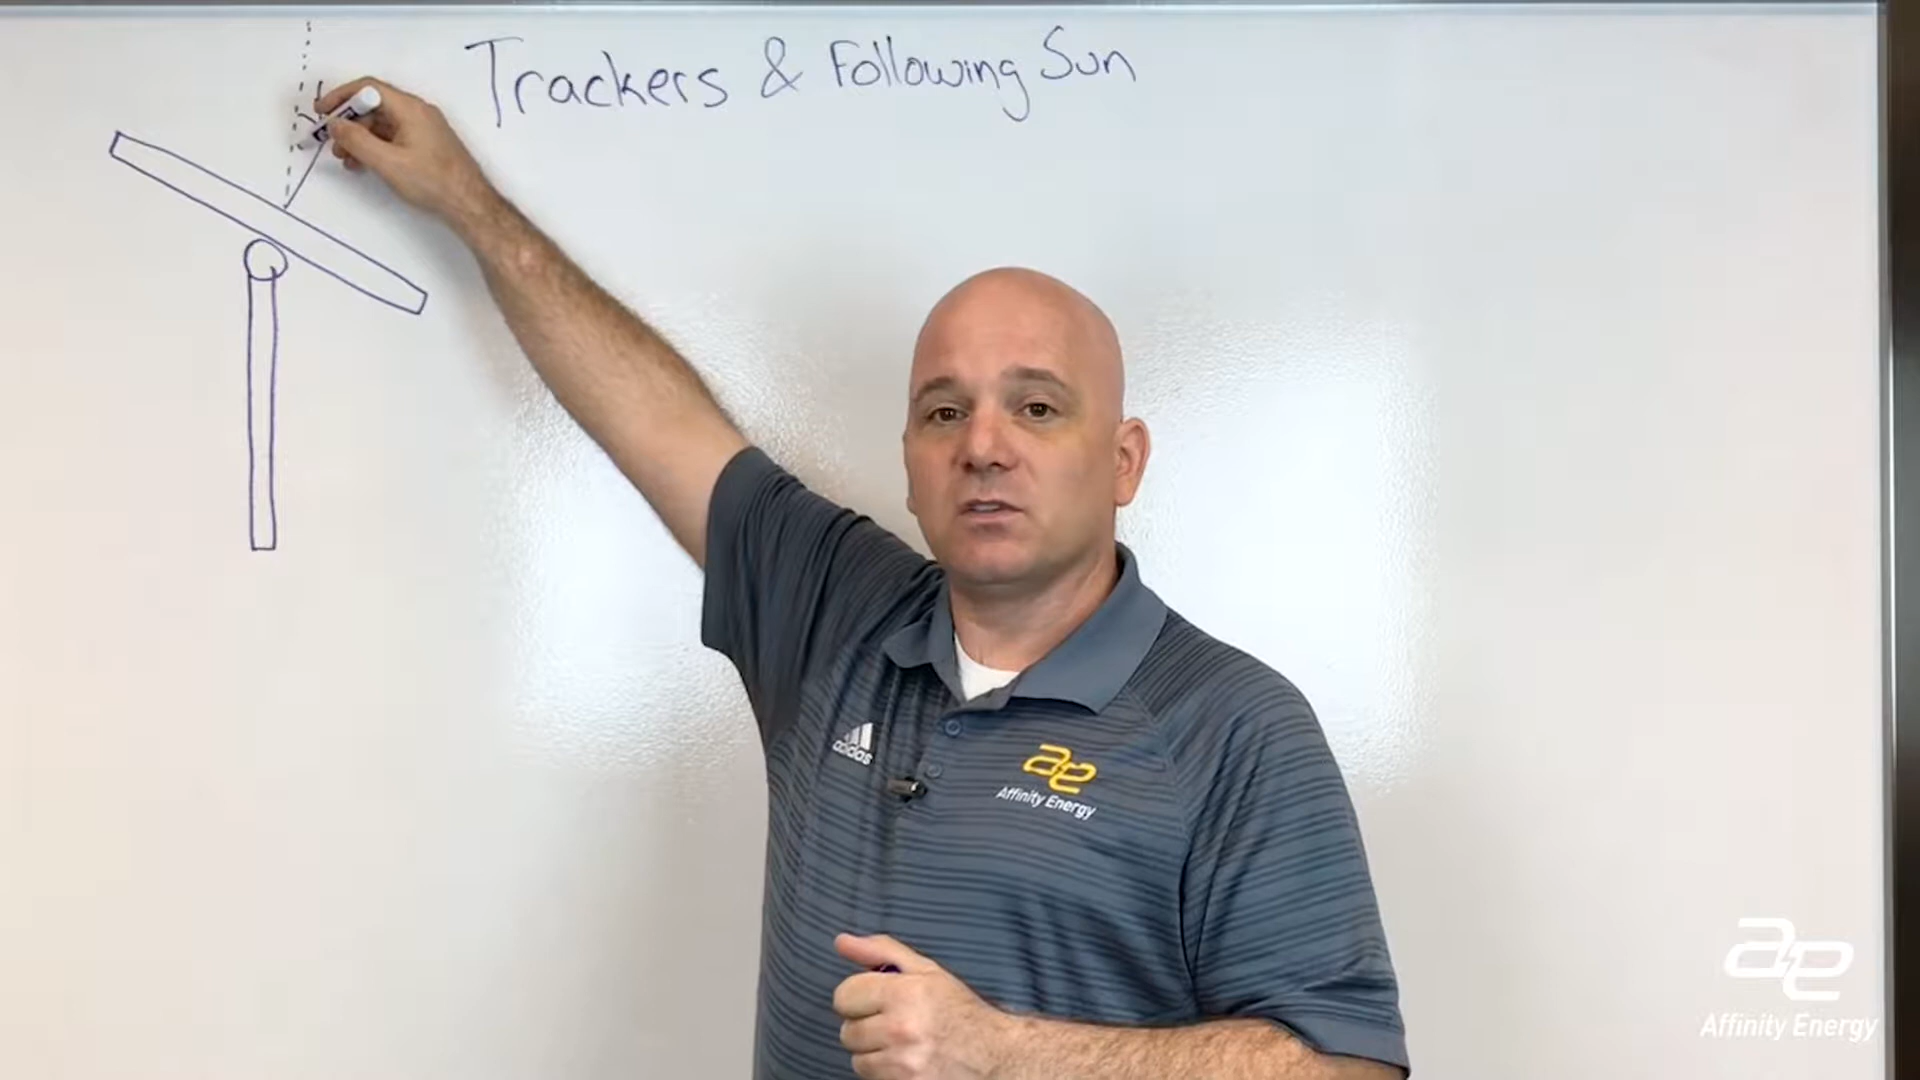 Trackers & Following Sun
adidas
ae
Affinity Energy
ae
Affinity Energy